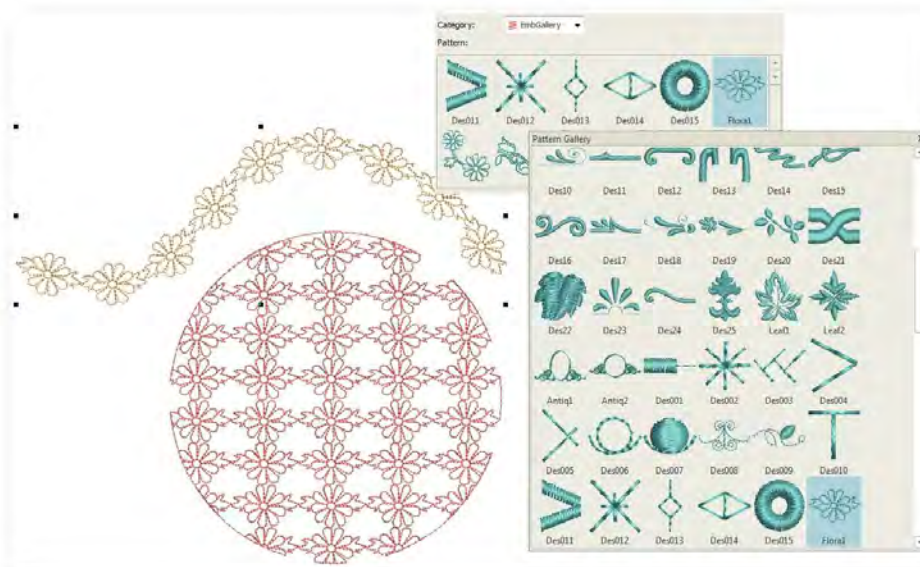 Category: EmbGallery
Pattern:
Des011 Des012 Des013 Des014 Des015 Floral1
Pattern Gallery
Des10 Des11 Des12 Des13 Des14 Des15
Des16 Des17 Des18 Des19 Des20 Des21
Des22 Des23 Des24 Des25 Leaf1 Leaf2
Antiq1 Antiq2 Des001 Des002 Des003 Des004
Des005 Des006 Des007 Des008 Des009 Des010
Des011 Des012 Des013 Des014 Des015 Floral1